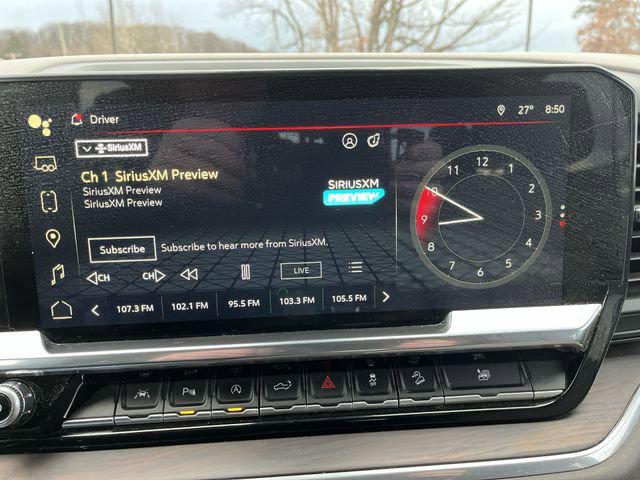 Driver
27° 8:50
SiriusXM
Ch 1 SiriusXM Preview
SiriusXM Preview
SiriusXM Preview
SIRIUSXM
PREVIEW
Subscribe
Subscribe to hear more from SiriusXM.
CH
CH
LIVE
107.3 FM
102.1 FM
95.5 FM
103.3 FM
105.5 FM
12
1
2
3
4
5
6
7
8
9
10
11